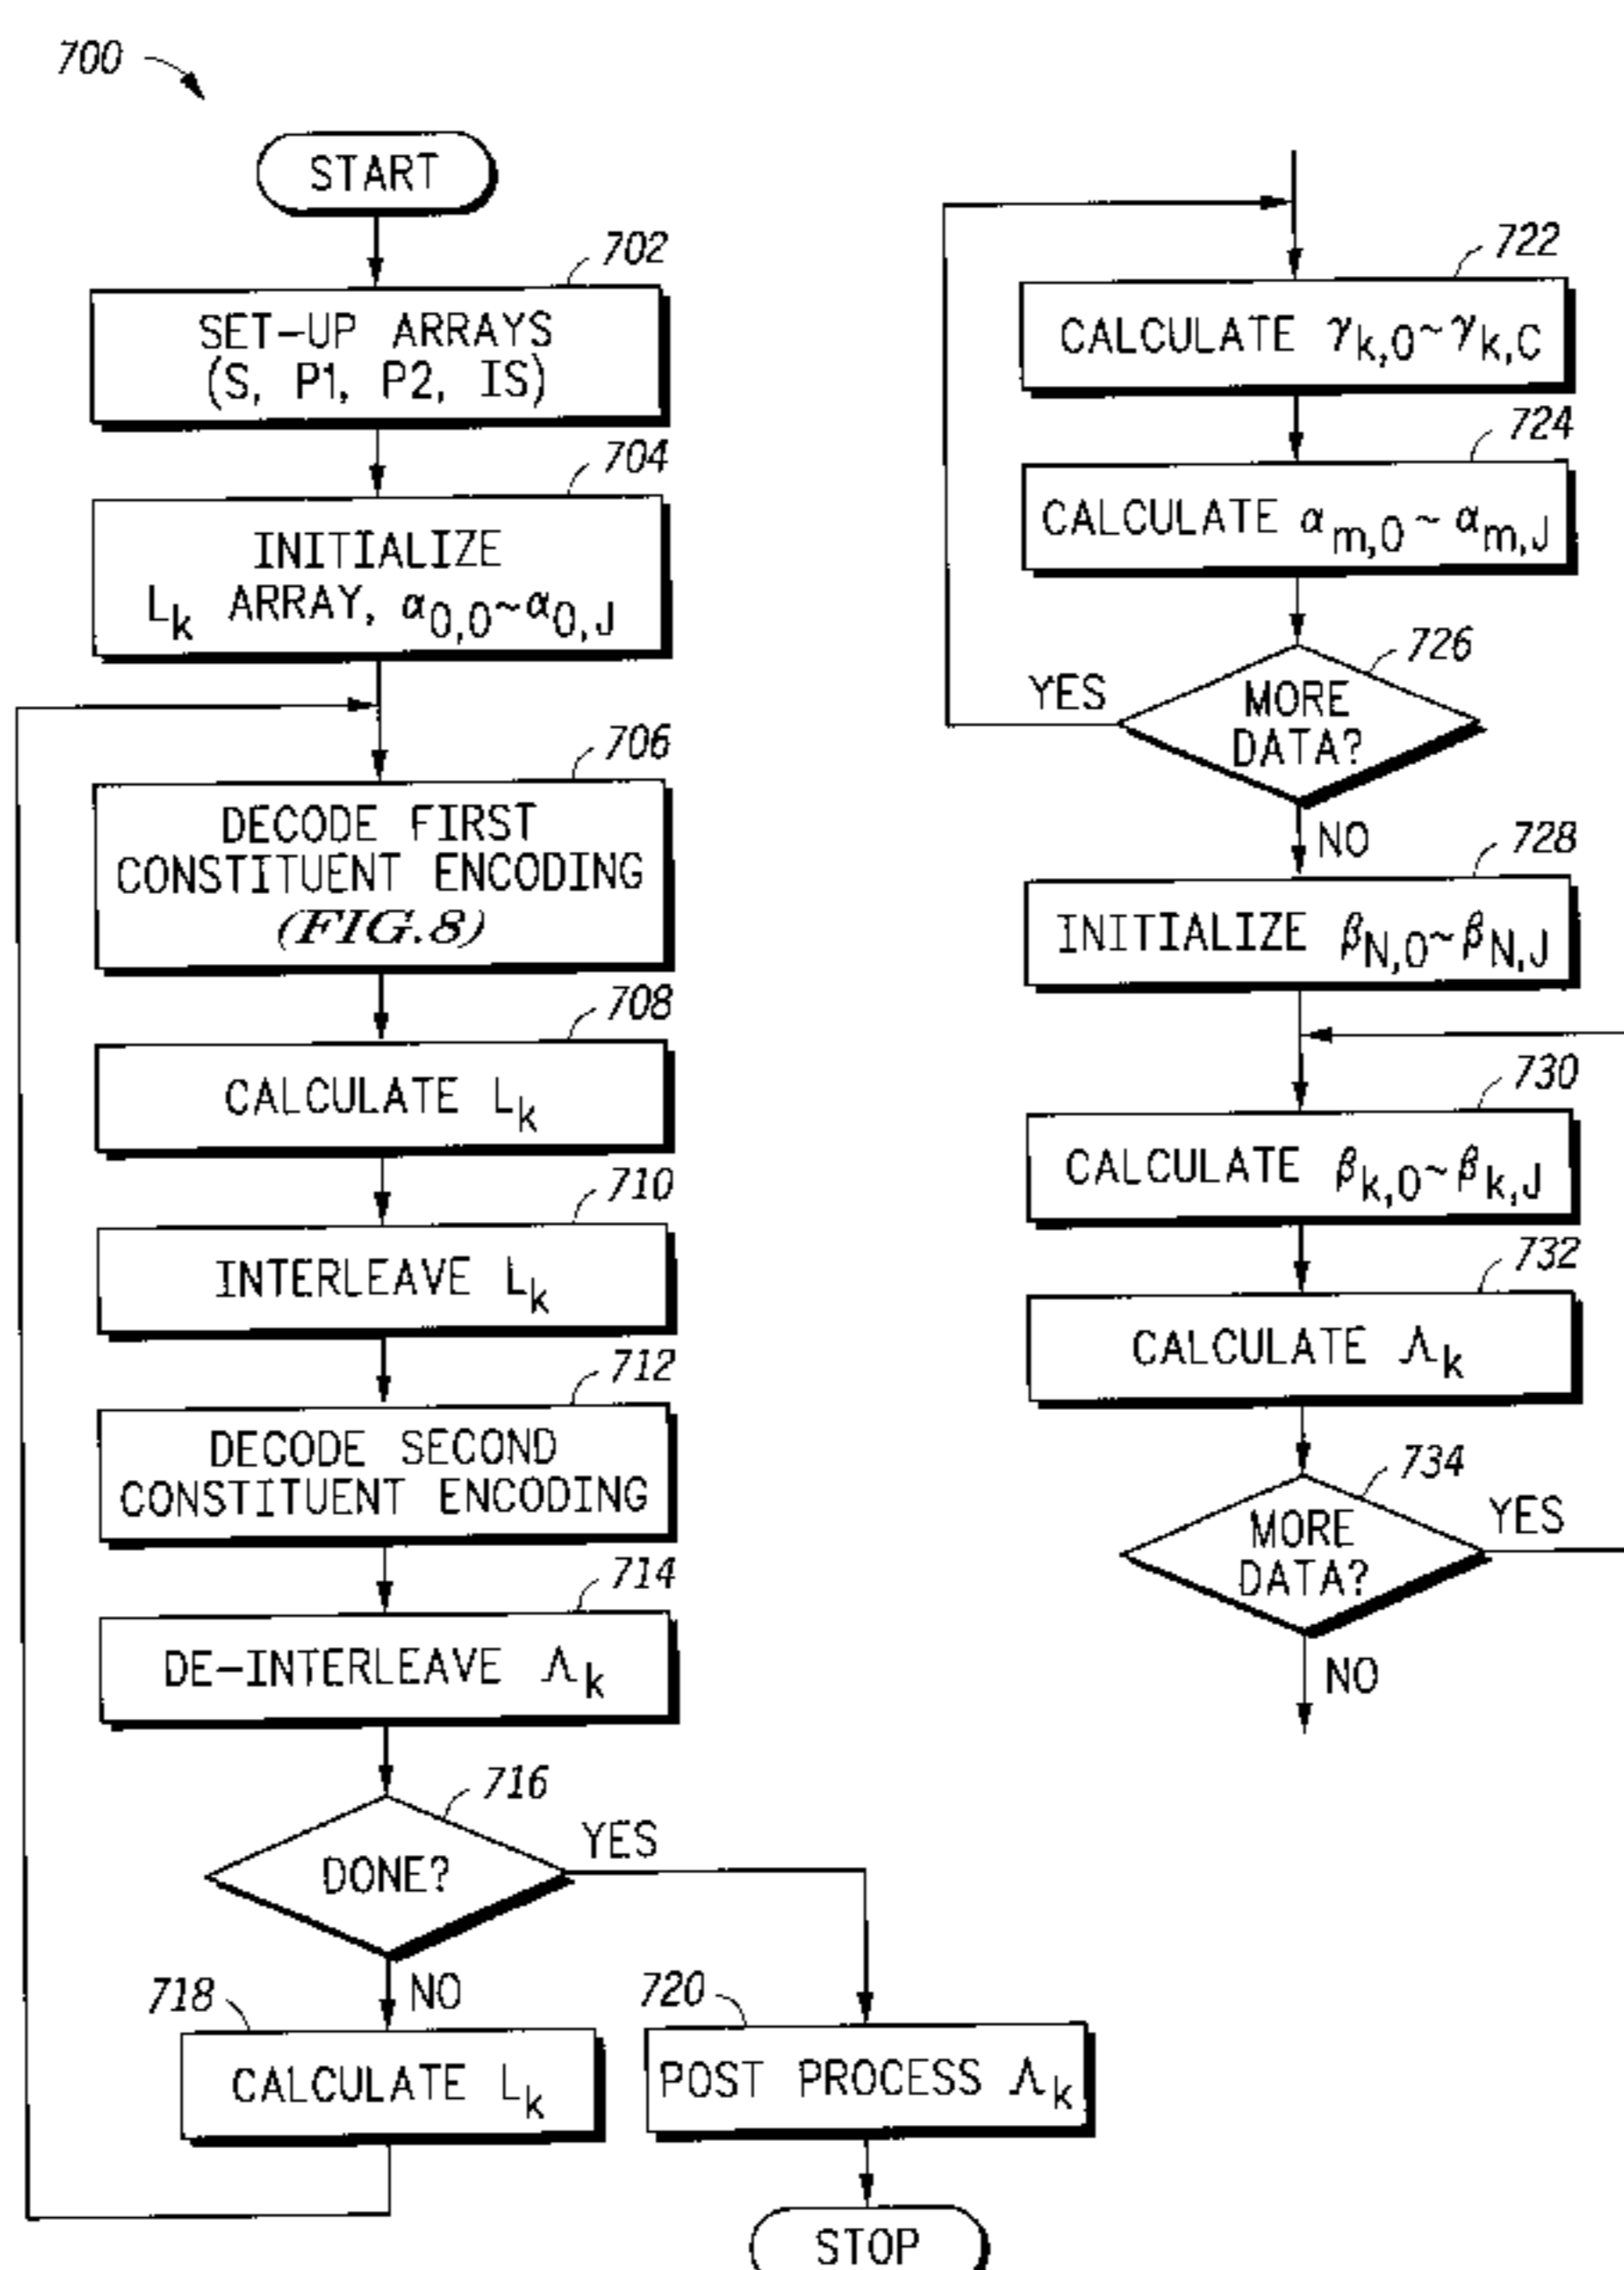 700
START
702
SET-UP ARRAYS
(S, P1, P2, IS)
704
INITIALIZE
Lk ARRAY, α0,0~α0,J
706
DECODE FIRST
CONSTITUENT ENCODING
(FIG.8)
708
CALCULATE Lk
710
INTERLEAVE Lk
712
DECODE SECOND
CONSTITUENT ENCODING
714
DE-INTERLEAVE Λk
716
DONE?
YES
NO
718
CALCULATE Lk
720
POST PROCESS Λk
STOP
722
CALCULATE γk,0~γk,C
724
CALCULATE αm,0~αm,J
726
YES
MORE
DATA?
NO
728
INITIALIZE βN,0~βN,J
730
CALCULATE βk,0~βk,J
732
CALCULATE Λk
734
MORE
DATA?
YES
NO